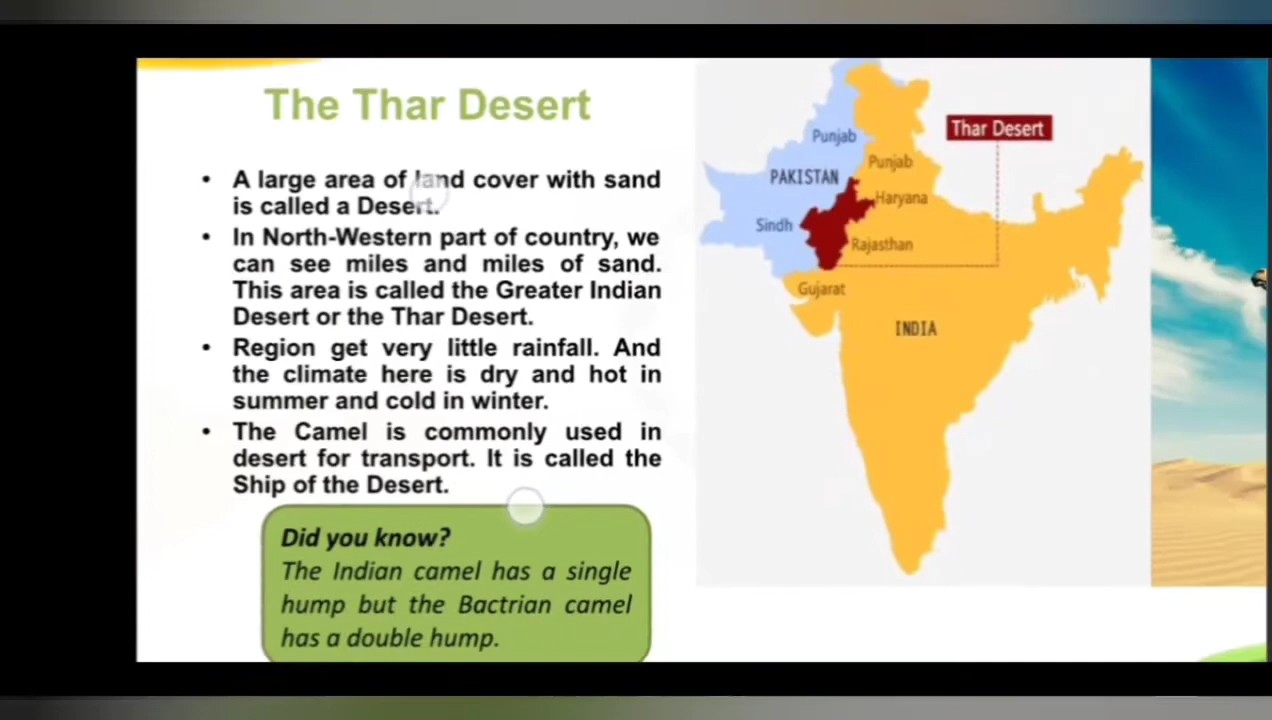 The Thar Desert
• A large area of land cover with sand
is called a Desert.
• In North-Western part of country, we
can see miles and miles of sand.
This area is called the Greater Indian
Desert or the Thar Desert.
• Region get very little rainfall. And
the climate here is dry and hot in
summer and cold in winter.
• The Camel is commonly used in
desert for transport. It is called the
Ship of the Desert.
Did you know?
The Indian camel has a single
hump but the Bactrian camel
has a double hump.
Thar Desert
Punjab
Punjab
PAKISTAN
Haryana
Sindh
Rajasthan
Gujarat
INDIA